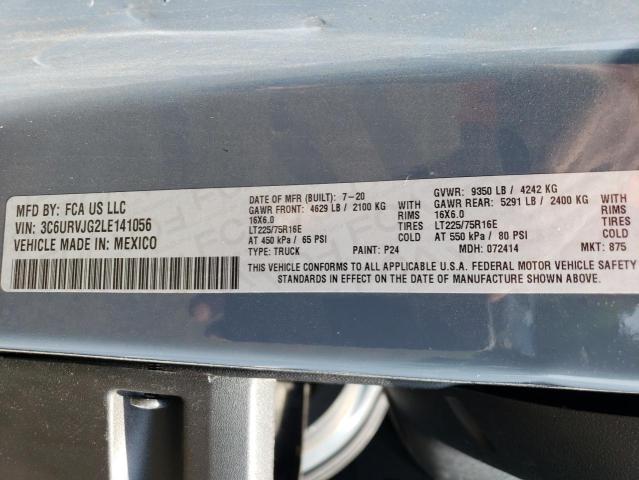 MFD BY: FCA US LLC
VIN: 3C6URVJG2LE141056
VEHICLE MADE IN: MEXICO
DATE OF MFR (BUILT): 7-20
GAWR FRONT: 4629 LB / 2100 KG
16X6.0 RIMS
LT225/75R16E TIRES
AT 450 kPa / 65 PSI COLD
TYPE: TRUCK PAINT: P24
GVWR: 9350 LB / 4242 KG
GAWR REAR: 5291 LB / 2400 KG
16X6.0 RIMS
LT225/75R16E TIRES
AT 550 kPa / 80 PSI COLD
MDH: 072414 MKT: 875
THIS VEHICLE CONFORMS TO ALL APPLICABLE U.S.A. FEDERAL MOTOR VEHICLE SAFETY
STANDARDS IN EFFECT ON THE DATE OF MANUFACTURE SHOWN ABOVE.